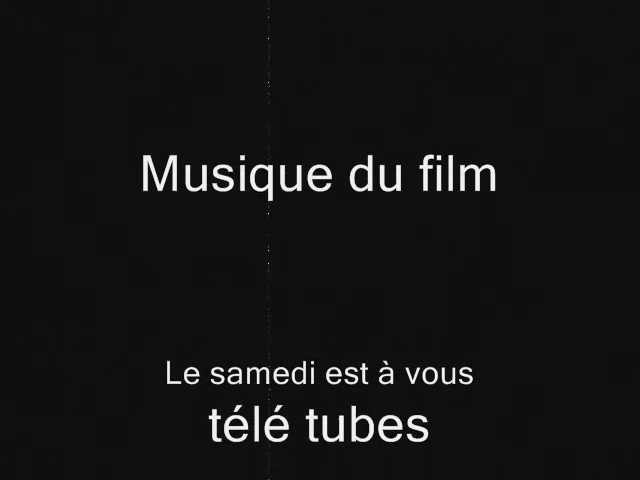 Musique du film
Le samedi est à vous
télé tubes